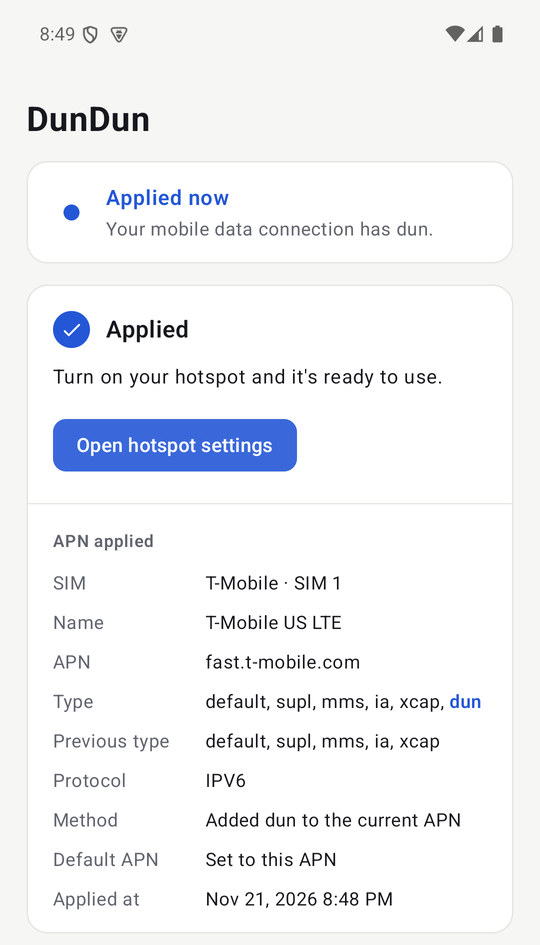 8:49
DunDun
Applied now
Your mobile data connection has dun.
Applied
Turn on your hotspot and it's ready to use.
Open hotspot settings
APN applied
SIM T-Mobile · SIM 1
Name T-Mobile US LTE
APN fast.t-mobile.com
Type default, supl, mms, ia, xcap, dun
Previous type default, supl, mms, ia, xcap
Protocol IPV6
Method Added dun to the current APN
Default APN Set to this APN
Applied at Nov 21, 2026 8:48 PM